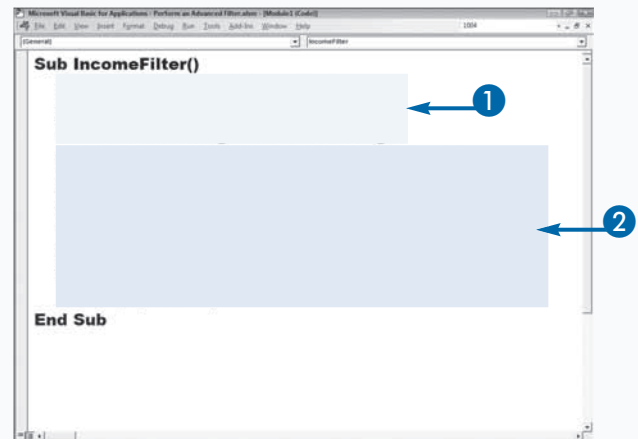 Microsoft Visual Basic for Applications - Perform an Advanced Filter.xlsm - [Module1 (Code)]
File Edit View Insert Format Debug Run Tools Add-Ins Window Help 1004
(General) IncomeFilter
Sub IncomeFilter()
1
2
End Sub